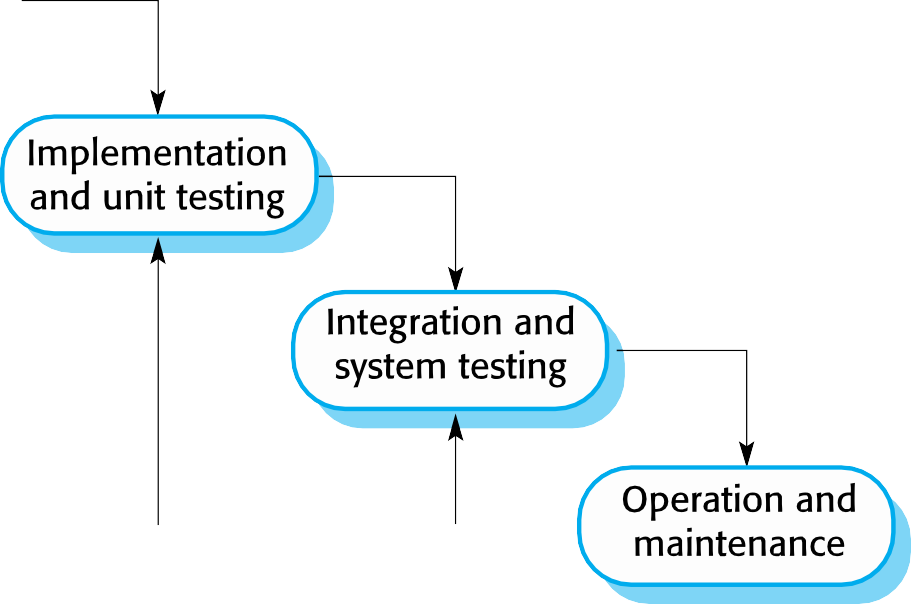 Implementation
and unit testing
Integration and
system testing
Operation and
maintenance